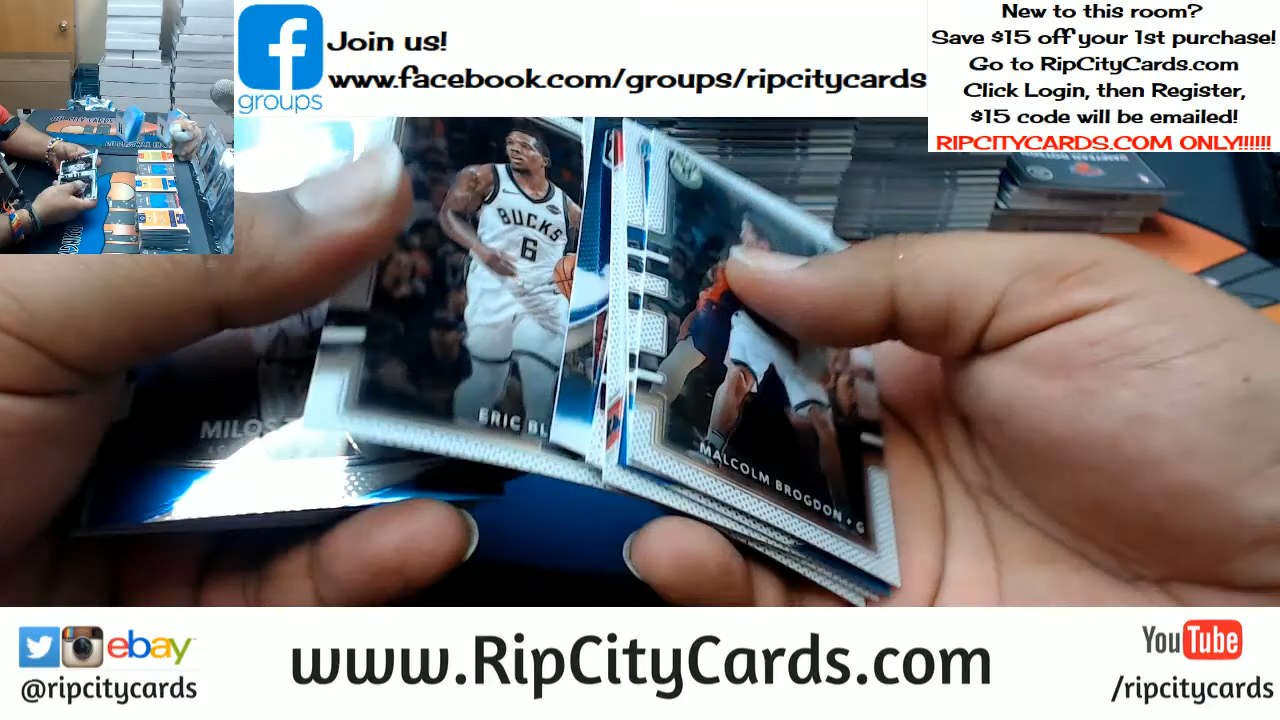 Join us!
www.facebook.com/groups/ripcitycards
groups
New to this room?
Save $15 off your 1st purchase!
Go to RipCityCards.com
Click Login, then Register,
$15 code will be emailed!
RIPCITYCARDS.COM ONLY!!!!!!
BUCKS
6
ERIC BL
MILOS
MALCOLM BROGDON • G
ebay
@ripcitycards
www.RipCityCards.com
YouTube
/ripcitycards